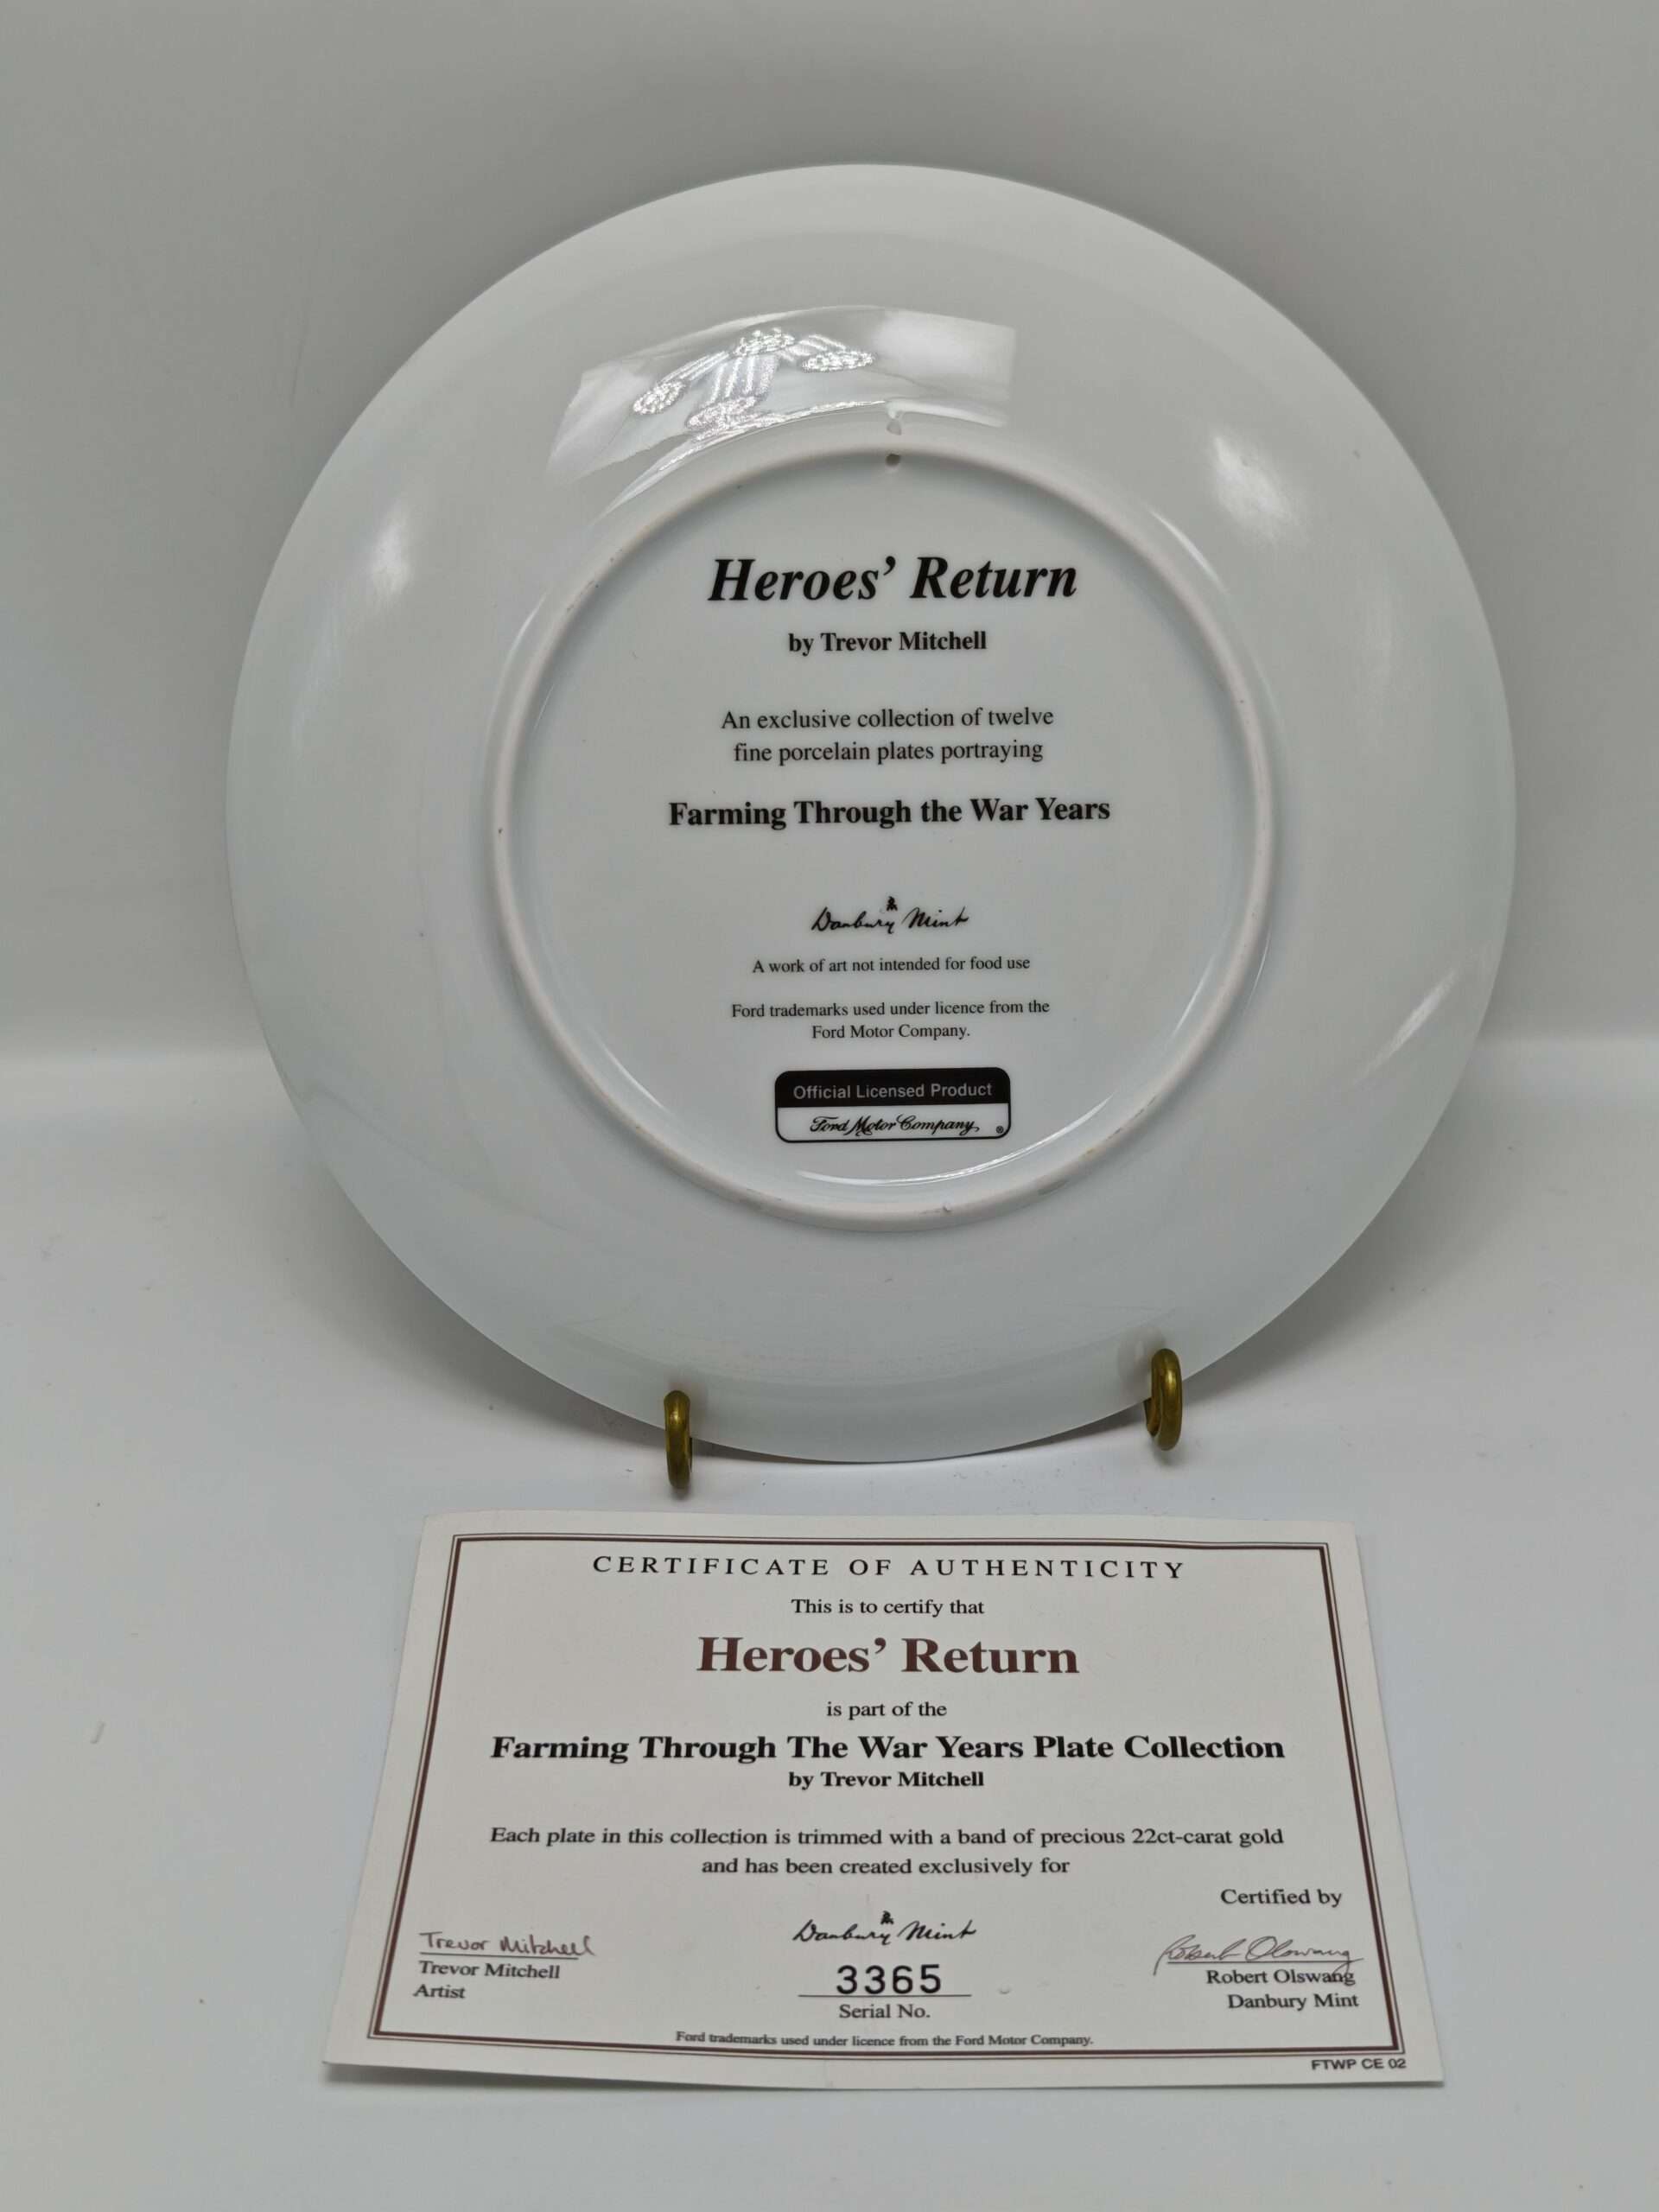 Heroes' Return
by Trevor Mitchell
An exclusive collection of twelve
fine porcelain plates portraying
Farming Through the War Years
Danbury Mint
A work of art not intended for food use
Ford trademarks used under licence from the
Ford Motor Company.
Official Licensed Product
Ford Motor Company, ®
CERTIFICATE OF AUTHENTICITY
This is to certify that
Heroes' Return
is part of the
Farming Through The War Years Plate Collection
by Trevor Mitchell
Each plate in this collection is trimmed with a band of precious 22ct-carat gold
and has been created exclusively for
Certified by
Trevor Mitchell
Trevor Mitchell
Artist
Danbury Mint
3365
Serial No.
Robert Olswang
Robert Olswang
Danbury Mint
Ford trademarks used under licence from the Ford Motor Company.
FTWP CE 02